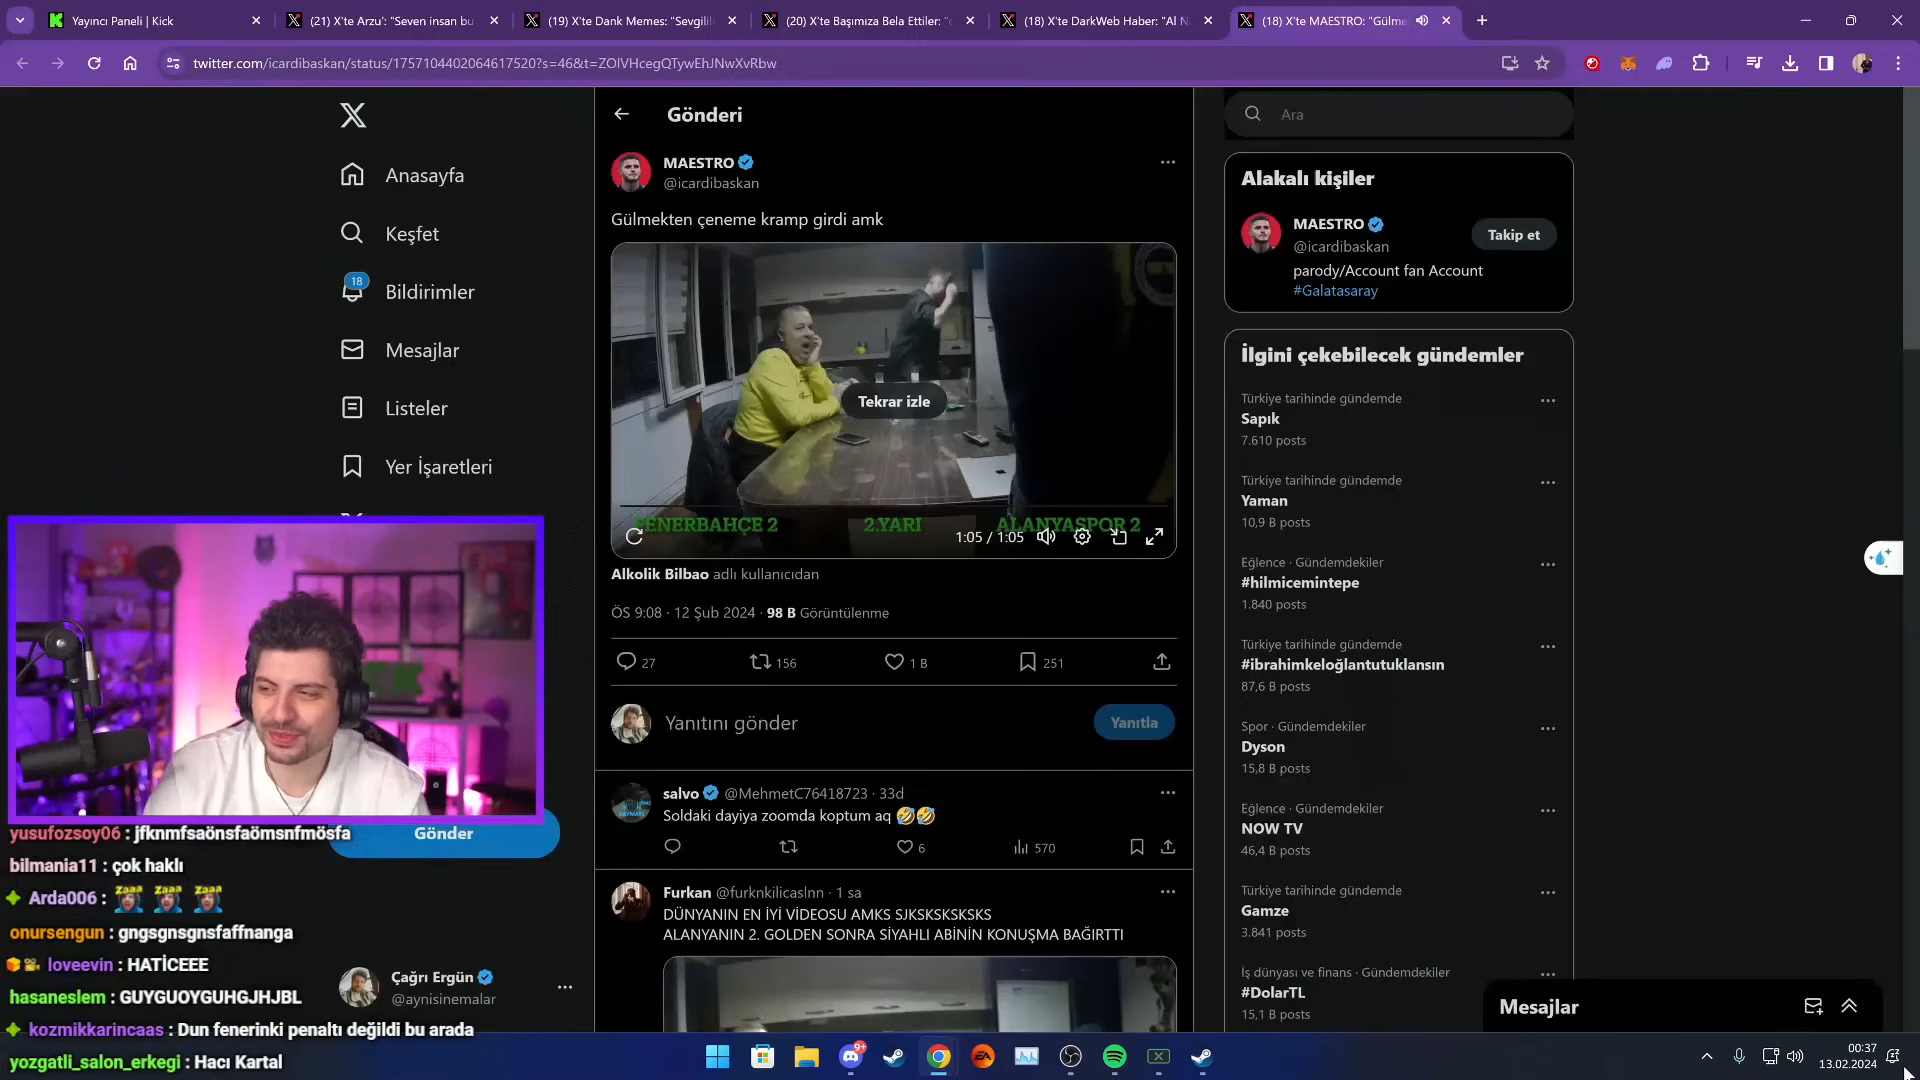 Yayıncı Paneli | Kick
(21) X'te Arzu': "Seven insan bu
(19) X'te Dank Memes: "Sevgilil
(20) X'te Başımıza Bela Ettiler: "
(18) X'te DarkWeb Haber: "Al N
(18) X'te MAESTRO: "Gülme
twitter.com/icardibaskan/status/1757104402064617520?s=46&t=ZOlVHcegQTywEhJNwXvRbw
Anasayfa
Keşfet
18
Bildirimler
Mesajlar
Listeler
Yer İşaretleri
Gönder
Çağrı Ergün
@aynisinemalar
Gönderi
MAESTRO
@icardibaskan
Gülmekten çeneme kramp girdi amk
Tekrar izle
FENERBAHÇE 2 2.YARI ALANYASPOR 2
1:05 / 1:05
Alkolik Bilbao adlı kullanıcıdan
ÖS 9:08 · 12 Şub 2024 · 98 B Görüntülenme
27 156 1 B 251
Yanıtını gönder
Yanıtla
salvo @MehmetC76418723 · 33d
Soldaki dayiya zoomda koptum aq 🤣🤣
6 570
Furkan @furknkilicaslnn · 1 sa
DÜNYANIN EN İYİ VİDEOSU AMKS SJKSKSKSKSKS
ALANYANIN 2. GOLDEN SONRA SİYAHLI ABİNİN KONUŞMA BAĞIRTTI
Ara
Alakalı kişiler
MAESTRO
@icardibaskan
Takip et
parody/Account fan Account
#Galatasaray
İlgini çekebilecek gündemler
Türkiye tarihinde gündemde
Sapık
7.610 posts
Türkiye tarihinde gündemde
Yaman
10,9 B posts
Eğlence · Gündemdekiler
#hilmicemintepe
1.840 posts
Türkiye tarihinde gündemde
#ibrahimkeloğlantutuklansın
87,6 B posts
Spor · Gündemdekiler
Dyson
15,8 B posts
Eğlence · Gündemdekiler
NOW TV
46,4 B posts
Türkiye tarihinde gündemde
Gamze
3.841 posts
İş dünyası ve finans · Gündemdekiler
#DolarTL
15,1 B posts
Mesajlar
yusufozsoy06 : jfknmfsaönsfaömsnfmösfa
bilmania11 : çok haklı
Arda006 : Zaaa Zaaa Zaaa
onursengun : gngsgnsgnsfaffnanga
loveevin : HATİCEEE
hasaneslem : GUYGUOYGUHGJHJBL
kozmikkarincaas : Dun fenerinki penaltı değildi bu arada
yozgatli_salon_erkegi : Hacı Kartal
9+
00:37
13.02.2024